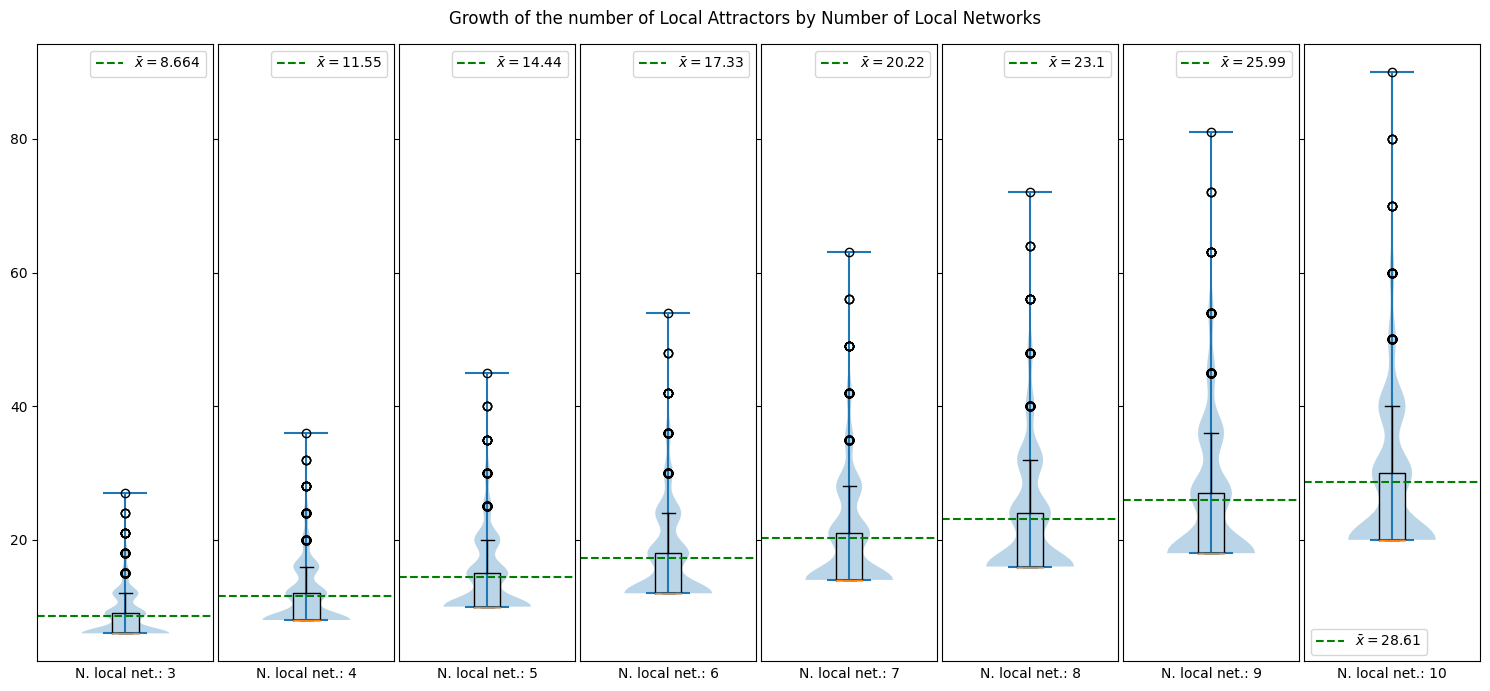 Growth of the number of Local Attractors by Number of Local Networks
x̄ = 8.664
x̄ = 11.55
x̄ = 14.44
x̄ = 17.33
x̄ = 20.22
x̄ = 23.1
x̄ = 25.99
80
60
40
20
x̄ = 28.61
N. local net.: 3
N. local net.: 4
N. local net.: 5
N. local net.: 6
N. local net.: 7
N. local net.: 8
N. local net.: 9
N. local net.: 10